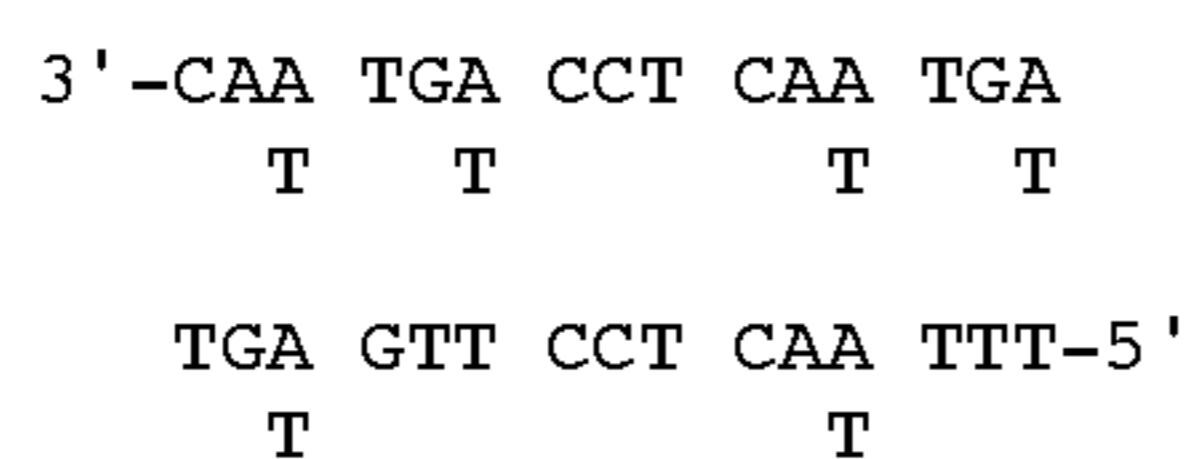 3'-CAA TGA CCT CAA TGA
T T T T
TGA GTT CCT CAA TTT-5'
T T